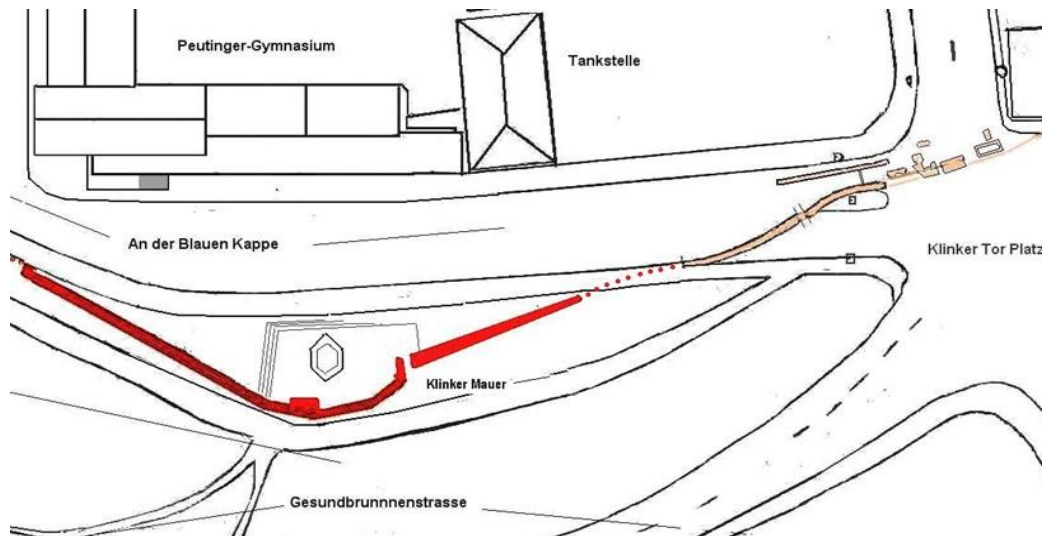 Peutinger-Gymnasium
Tankstelle
An der Blauen Kappe
Klinker Tor Platz
Klinker Mauer
Gesundbrunnnenstrasse